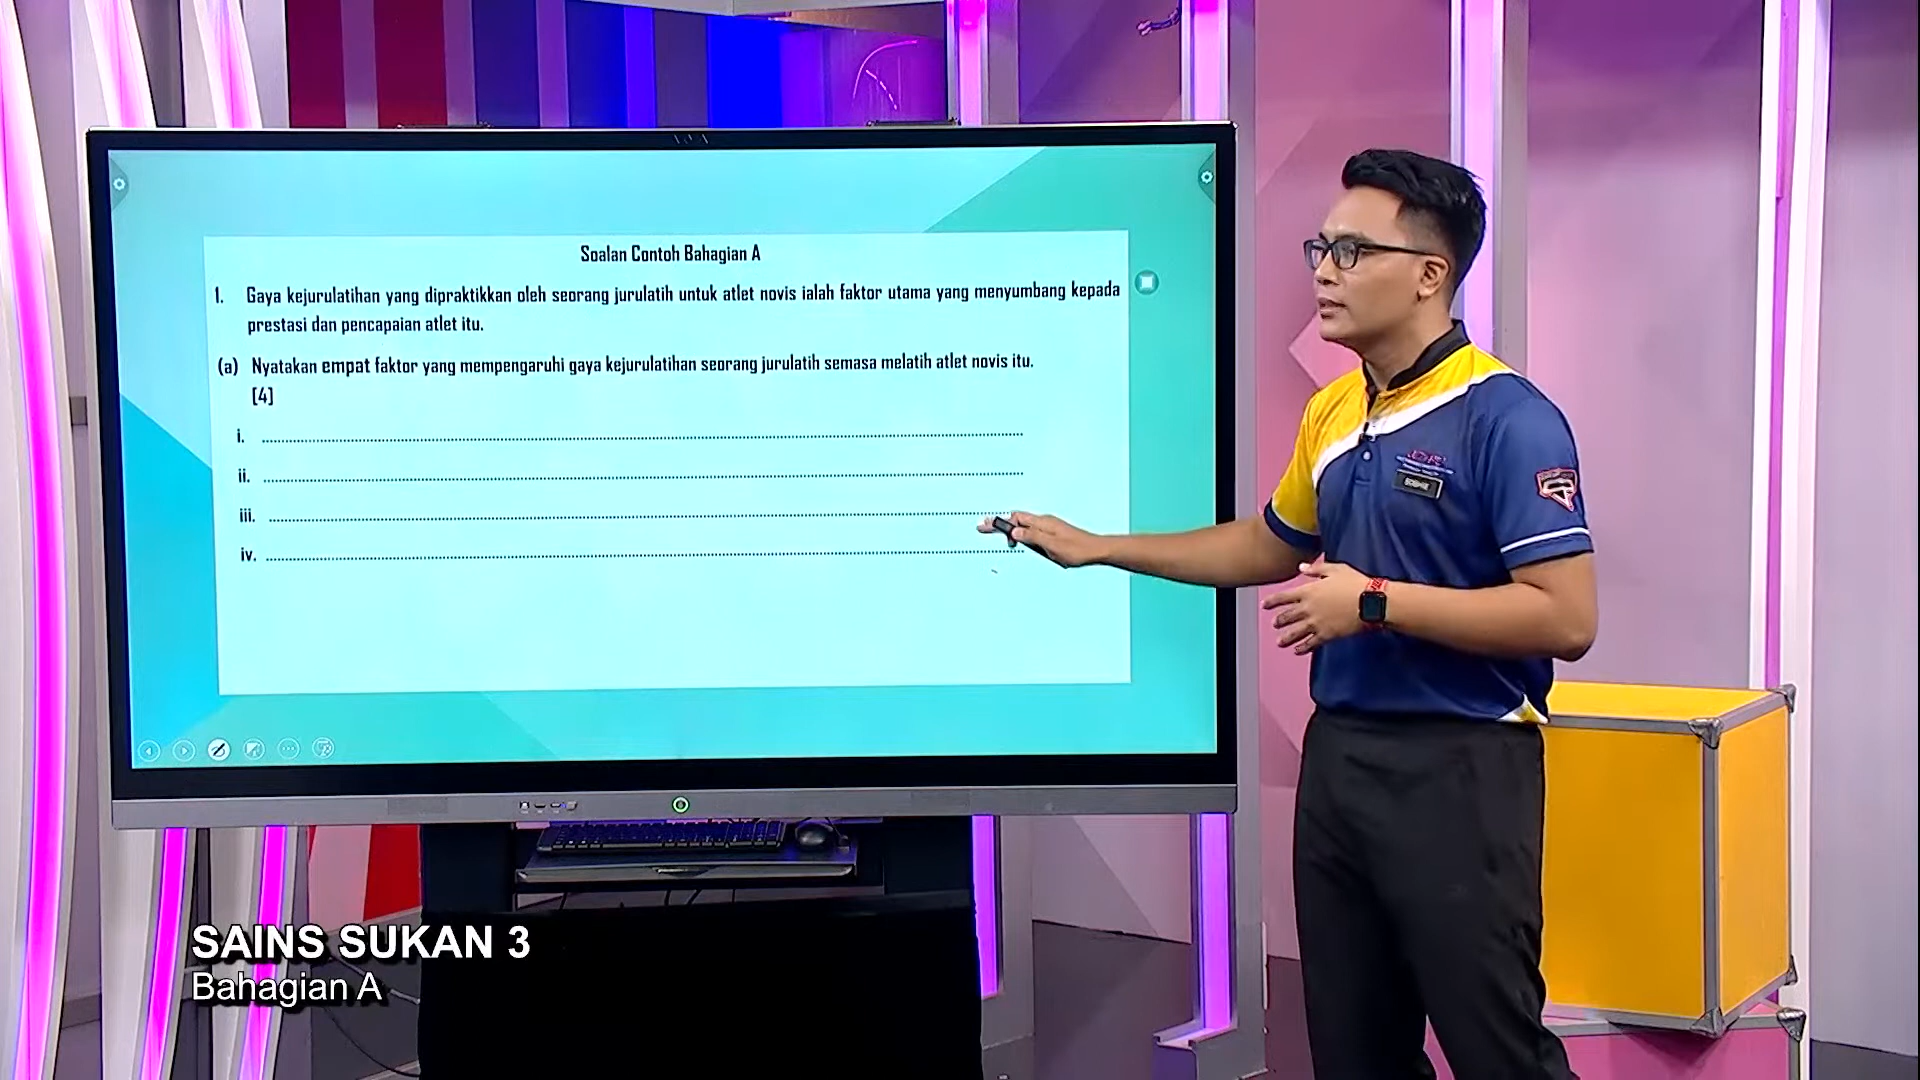 Soalan Contoh Bahagian A
1. Gaya kejurulatihan yang dipraktikkan oleh seorang jurulatih untuk atlet novis ialah faktor utama yang menyumbang kepada
prestasi dan pencapaian atlet itu.
(a) Nyatakan empat faktor yang mempengaruhi gaya kejurulatihan seorang jurulatih semasa melatih atlet novis itu.
[4]
i.
ii.
iii.
iv.
SAINS SUKAN 3
Bahagian A